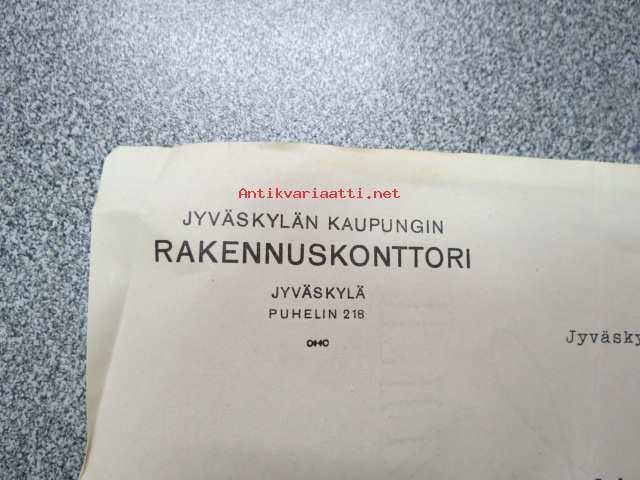 Antikvariaatti.net
JYVÄSKYLÄN KAUPUNGIN
RAKENNUSKONTTORI
JYVÄSKYLÄ
PUHELIN 218
Jyväsky